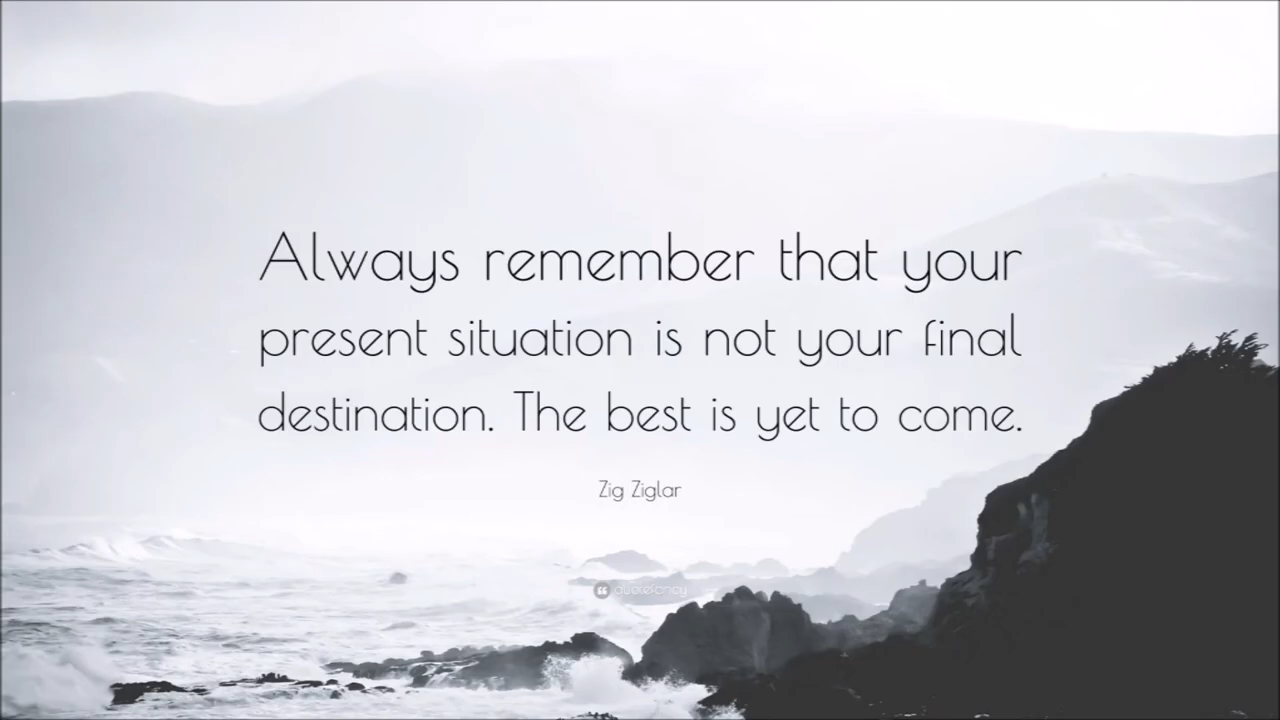 Always remember that your
present situation is not your final
destination. The best is yet to come.
Zig Ziglar
quotefancy